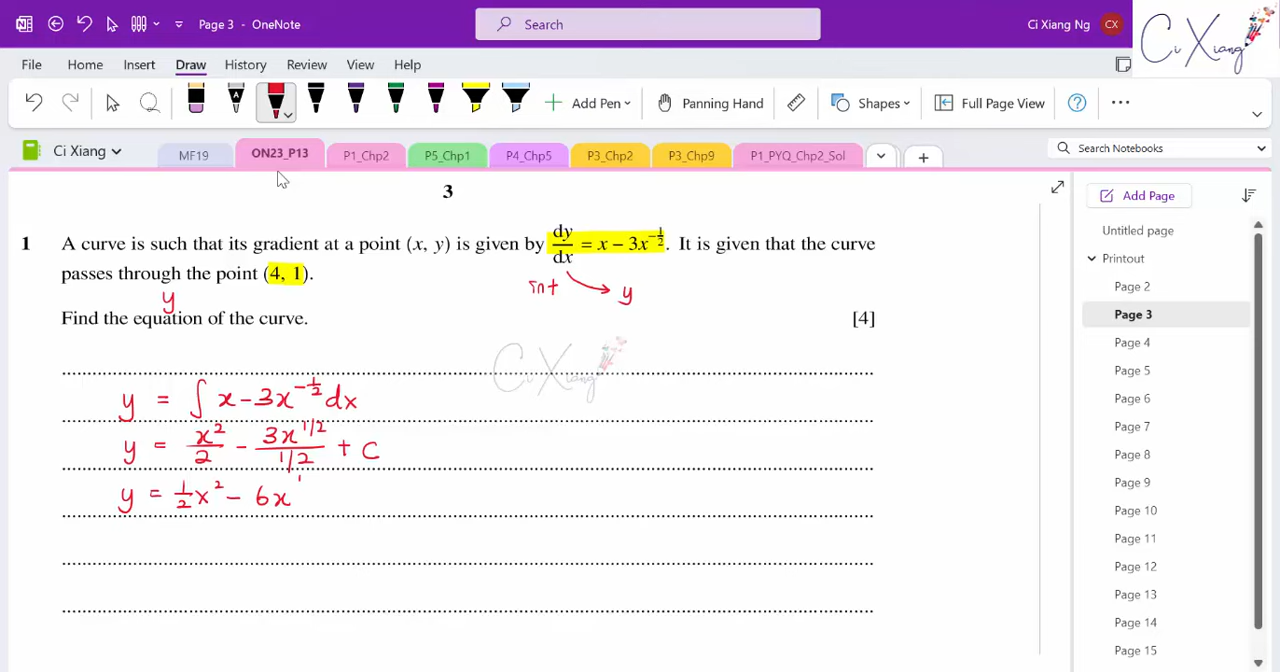 Page 3 - OneNote
Search
Ci Xiang Ng
CX
Ci Xiang
File
Home
Insert
Draw
History
Review
View
Help
Add Pen
Panning Hand
Shapes
Full Page View
Ci Xiang
MF19
ON23_P13
P1_Chp2
P5_Chp1
P4_Chp5
P3_Chp2
P3_Chp9
P1_PYQ_Chp2_Sol
Search Notebooks
3
1 A curve is such that its gradient at a point (x, y) is given by dy/dx = x − 3x^(−1/2). It is given that the curve
passes through the point (4, 1).
int → y
y
Find the equation of the curve. [4]
Ci Xiang
y = ∫ x − 3x^(−1/2) dx
y = x²/2 − 3x^(1/2)/(1/2) + C
y = ½x² − 6x'
Add Page
Untitled page
Printout
Page 2
Page 3
Page 4
Page 5
Page 6
Page 7
Page 8
Page 9
Page 10
Page 11
Page 12
Page 13
Page 14
Page 15